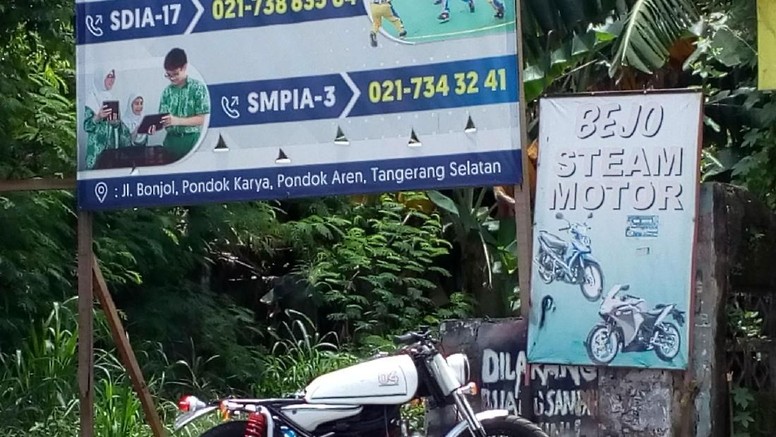 SDIA-17
SMPIA-3 021-734 32 41
: Jl. Bonjol, Pondok Karya, Pondok Aren, Tangerang Selatan
BEJO
STEAM
MOTOR
DILARANG